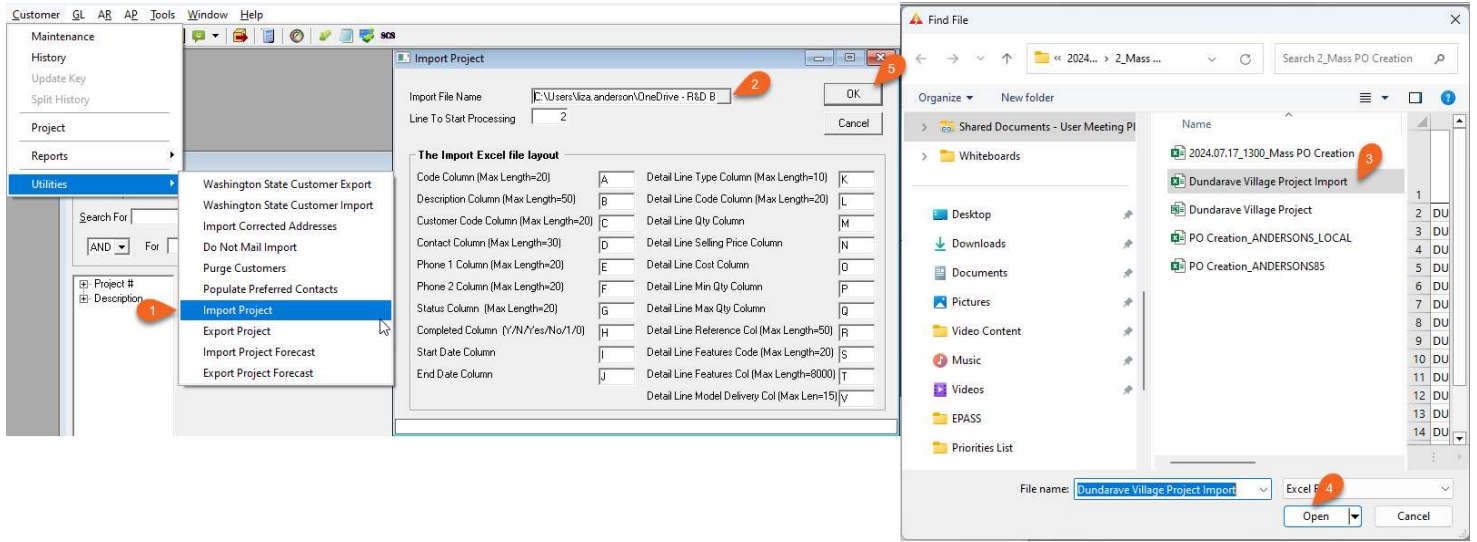 Customer GL AR AP Tools Window Help
Maintenance
History
Update Key
Split History
Project
Reports
Utilities
SCS
Search For
AND For
Project #
Description
1
Washington State Customer Export
Washington State Customer Import
Import Corrected Addresses
Do Not Mail Import
Purge Customers
Populate Preferred Contacts
Import Project
Export Project
Import Project Forecast
Export Project Forecast
Import Project
5
Import File Name C:\Users\liza.anderson\OneDrive - R&D B 2 OK
Line To Start Processing 2 Cancel
The Import Excel file layout
Code Column (Max Length=20) A Detail Line Type Column (Max Length=10) K
Description Column (Max Length=50) B Detail Line Code Column (Max Length=20) L
Customer Code Column (Max Length=20) C Detail Line Qty Column M
Contact Column (Max Length=30) D Detail Line Selling Price Column N
Phone 1 Column (Max Length=20) E Detail Line Cost Column O
Phone 2 Column (Max Length=20) F Detail Line Min Qty Column P
Status Column (Max Length=20) G Detail Line Max Qty Column Q
Completed Column (Y/N/Yes/No/1/0) H Detail Line Reference Col (Max Length=50) R
Start Date Column I Detail Line Features Code (Max Length=20) S
End Date Column J Detail Line Features Col (Max Length=8000) T
Detail Line Model Delivery Col (Max Len=15) V
Find File
« 2024... › 2_Mass ... Search 2_Mass PO Creation
Organize New folder
Shared Documents - User Meeting Pl
Whiteboards
Desktop
Downloads
Documents
Pictures
Video Content
Music
Videos
EPASS
Priorities List
Name
2024.07.17_1300_Mass PO Creation
3
Dundarave Village Project Import
Dundarave Village Project
PO Creation_ANDERSONS_LOCAL
PO Creation_ANDERSONS85
1
2 DU
3 DU
4 DU
5 DU
6 DU
7 DU
8 DU
9 DU
10 DU
11 DU
12 DU
13 DU
14 DU
File name: Dundarave Village Project Import Excel 4
Open Cancel